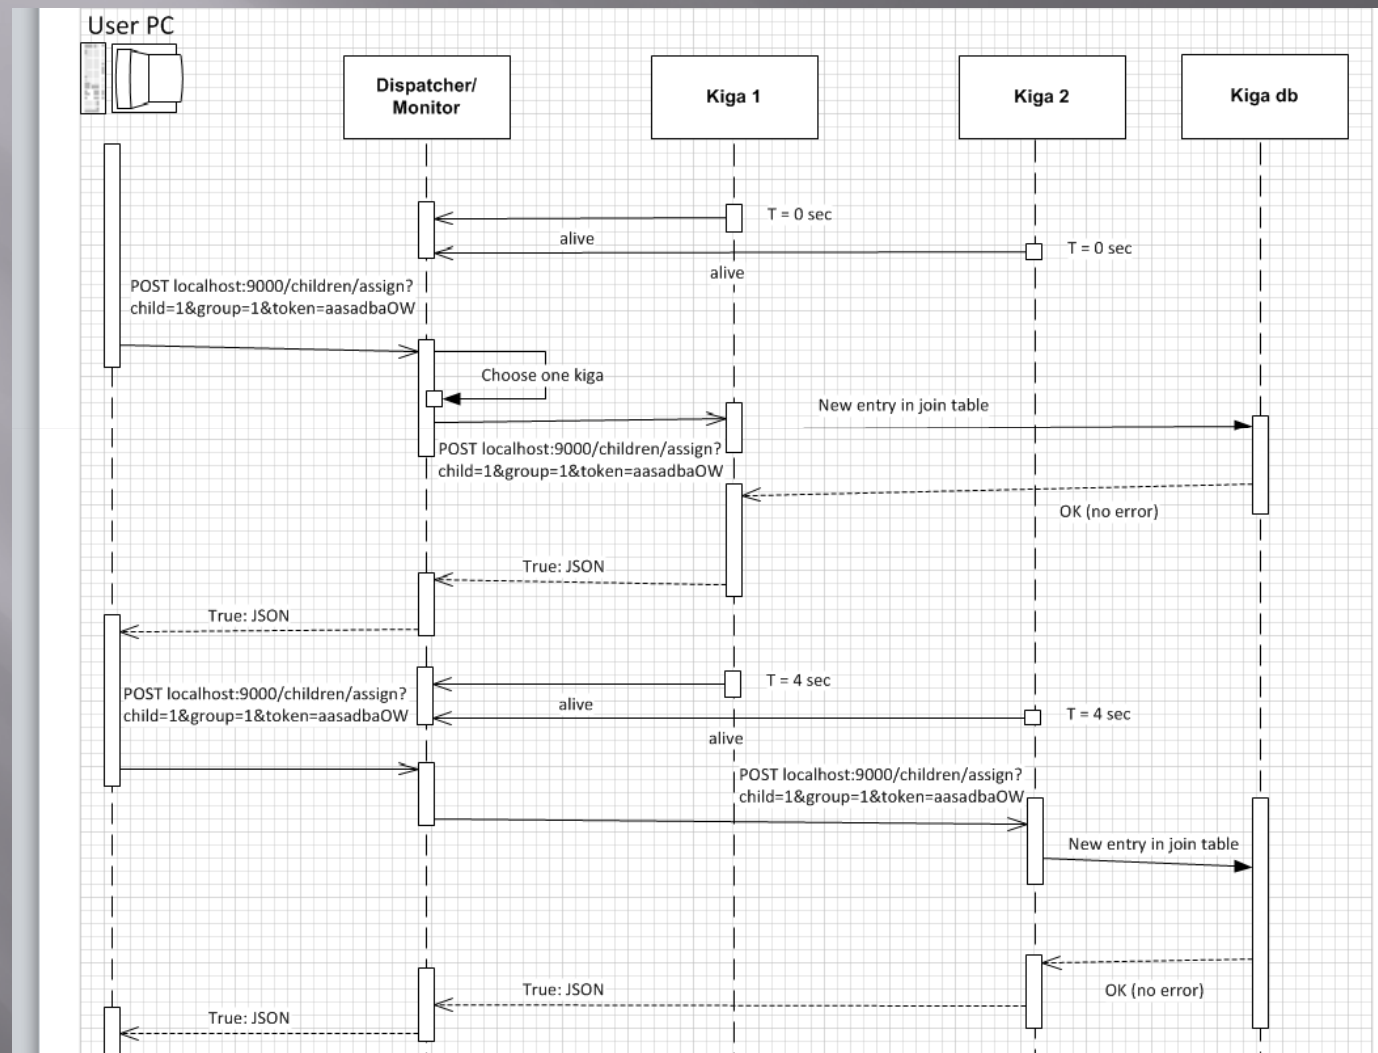 User PC
Dispatcher/
Monitor
Kiga 1
Kiga 2
Kiga db
T = 0 sec
alive
T = 0 sec
alive
POST localhost:9000/children/assign?
child=1&group=1&token=aasadbaOW
Choose one kiga
New entry in join table
POST localhost:9000/children/assign?
child=1&group=1&token=aasadbaOW
OK (no error)
True: JSON
True: JSON
T = 4 sec
POST localhost:9000/children/assign?
child=1&group=1&token=aasadbaOW
alive
T = 4 sec
alive
POST localhost:9000/children/assign?
child=1&group=1&token=aasadbaOW
New entry in join table
True: JSON
OK (no error)
True: JSON